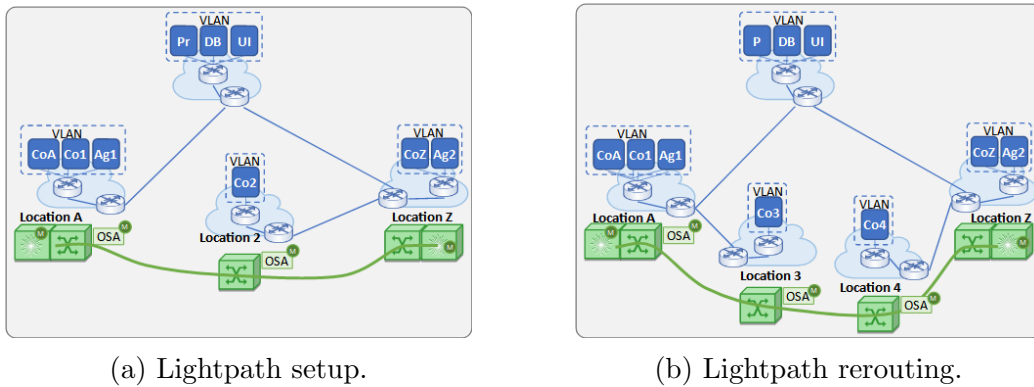 VLAN
Pr DB UI
VLAN
CoA Co1 Ag1
VLAN
Co2
VLAN
CoZ Ag2
Location A
Location 2
Location Z
M
OSA M
OSA M
M
(a) Lightpath setup.
VLAN
P DB UI
VLAN
CoA Co1 Ag1
VLAN
Co3
VLAN
Co4
VLAN
CoZ Ag2
Location A
Location Z
Location 3
Location 4
OSA M
OSA M
OSA M
M
(b) Lightpath rerouting.